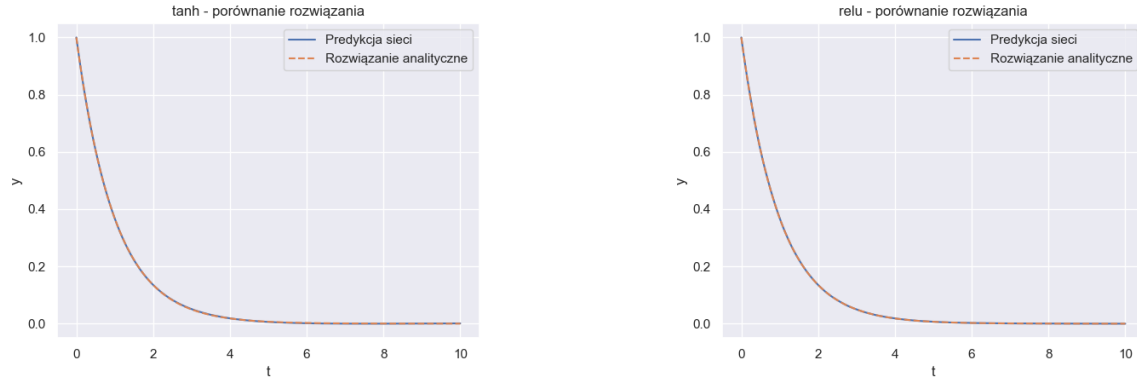 tanh - porównanie rozwiązania
1.0
0.8
0.6
0.4
0.2
0.0
y
Predykcja sieci
Rozwiązanie analityczne
0 2 4 6 8 10
t
relu - porównanie rozwiązania
1.0
0.8
0.6
0.4
0.2
0.0
y
Predykcja sieci
Rozwiązanie analityczne
0 2 4 6 8 10
t